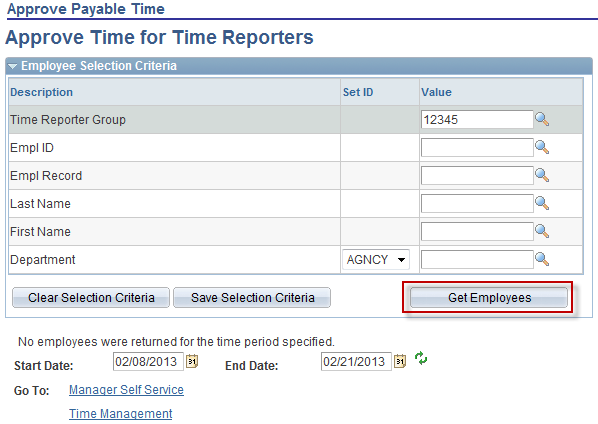 Approve Payable Time
Approve Time for Time Reporters
Employee Selection Criteria
Description Set ID Value
Time Reporter Group 12345
Empl ID
Empl Record
Last Name
First Name
Department AGNCY
Clear Selection Criteria Save Selection Criteria Get Employees
No employees were returned for the time period specified.
Start Date: 02/08/2013 31 End Date: 02/21/2013 31
Go To: Manager Self Service
Time Management